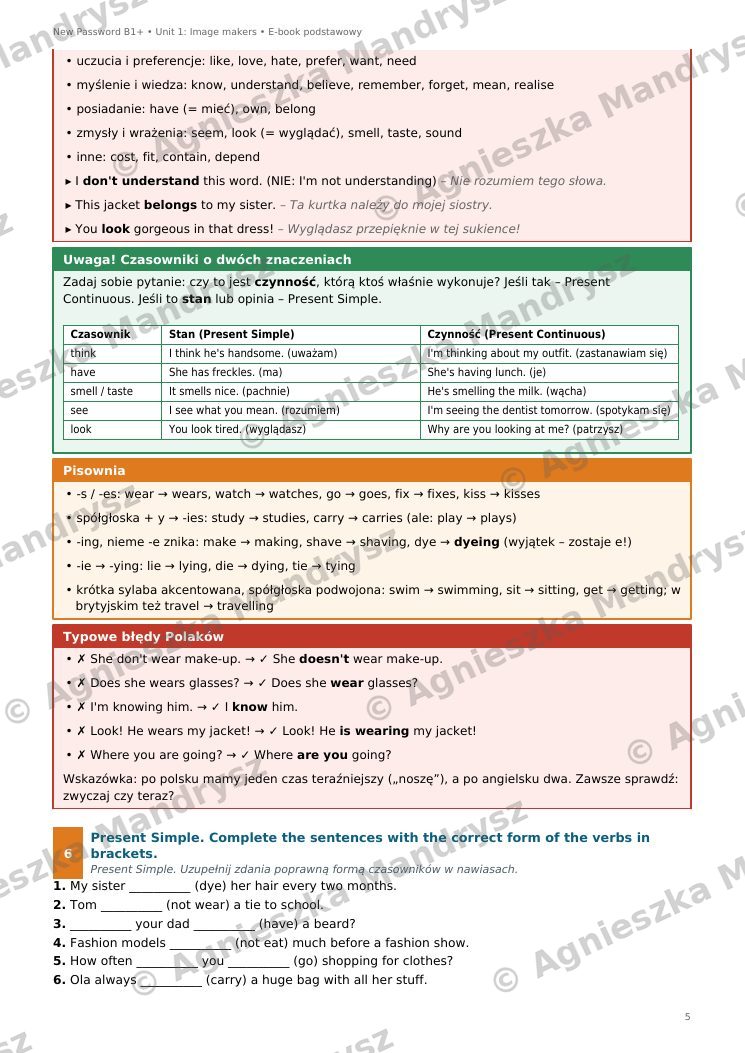 New Password B1+ • Unit 1: Image makers • E-book podstawowy
• uczucia i preferencje: like, love, hate, prefer, want, need
• myślenie i wiedza: know, understand, believe, remember, forget, mean, realise
• posiadanie: have (= mieć), own, belong
• zmysły i wrażenia: seem, look (= wyglądać), smell, taste, sound
• inne: cost, fit, contain, depend
▸ I don't understand this word. (NIE: I'm not understanding) – Nie rozumiem tego słowa.
▸ This jacket belongs to my sister. – Ta kurtka należy do mojej siostry.
▸ You look gorgeous in that dress! – Wyglądasz przepięknie w tej sukience!
Uwaga! Czasowniki o dwóch znaczeniach
Zadaj sobie pytanie: czy to jest czynność, którą ktoś właśnie wykonuje? Jeśli tak – Present
Continuous. Jeśli to stan lub opinia – Present Simple.
Czasownik Stan (Present Simple) Czynność (Present Continuous)
think I think he's handsome. (uważam) I'm thinking about my outfit. (zastanawiam się)
have She has freckles. (ma) She's having lunch. (je)
smell / taste It smells nice. (pachnie) He's smelling the milk. (wącha)
see I see what you mean. (rozumiem) I'm seeing the dentist tomorrow. (spotykam się)
look You look tired. (wyglądasz) Why are you looking at me? (patrzysz)
Pisownia
• -s / -es: wear → wears, watch → watches, go → goes, fix → fixes, kiss → kisses
• spółgłoska + y → -ies: study → studies, carry → carries (ale: play → plays)
• -ing, nieme -e znika: make → making, shave → shaving, dye → dyeing (wyjątek – zostaje e!)
• -ie → -ying: lie → lying, die → dying, tie → tying
• krótka sylaba akcentowana, spółgłoska podwojona: swim → swimming, sit → sitting, get → getting; w
brytyjskim też travel → travelling
Typowe błędy Polaków
• ✗ She don't wear make-up. → ✓ She doesn't wear make-up.
• ✗ Does she wears glasses? → ✓ Does she wear glasses?
• ✗ I'm knowing him. → ✓ I know him.
• ✗ Look! He wears my jacket! → ✓ Look! He is wearing my jacket!
• ✗ Where you are going? → ✓ Where are you going?
Wskazówka: po polsku mamy jeden czas teraźniejszy („noszę”), a po angielsku dwa. Zawsze sprawdź:
zwyczaj czy teraz?
6 Present Simple. Complete the sentences with the correct form of the verbs in
brackets.
Present Simple. Uzupełnij zdania poprawną formą czasowników w nawiasach.
1. My sister __________ (dye) her hair every two months.
2. Tom __________ (not wear) a tie to school.
3. __________ your dad __________ (have) a beard?
4. Fashion models __________ (not eat) much before a fashion show.
5. How often __________ you __________ (go) shopping for clothes?
6. Ola always __________ (carry) a huge bag with all her stuff.
5
© Agnieszka Mandrysz